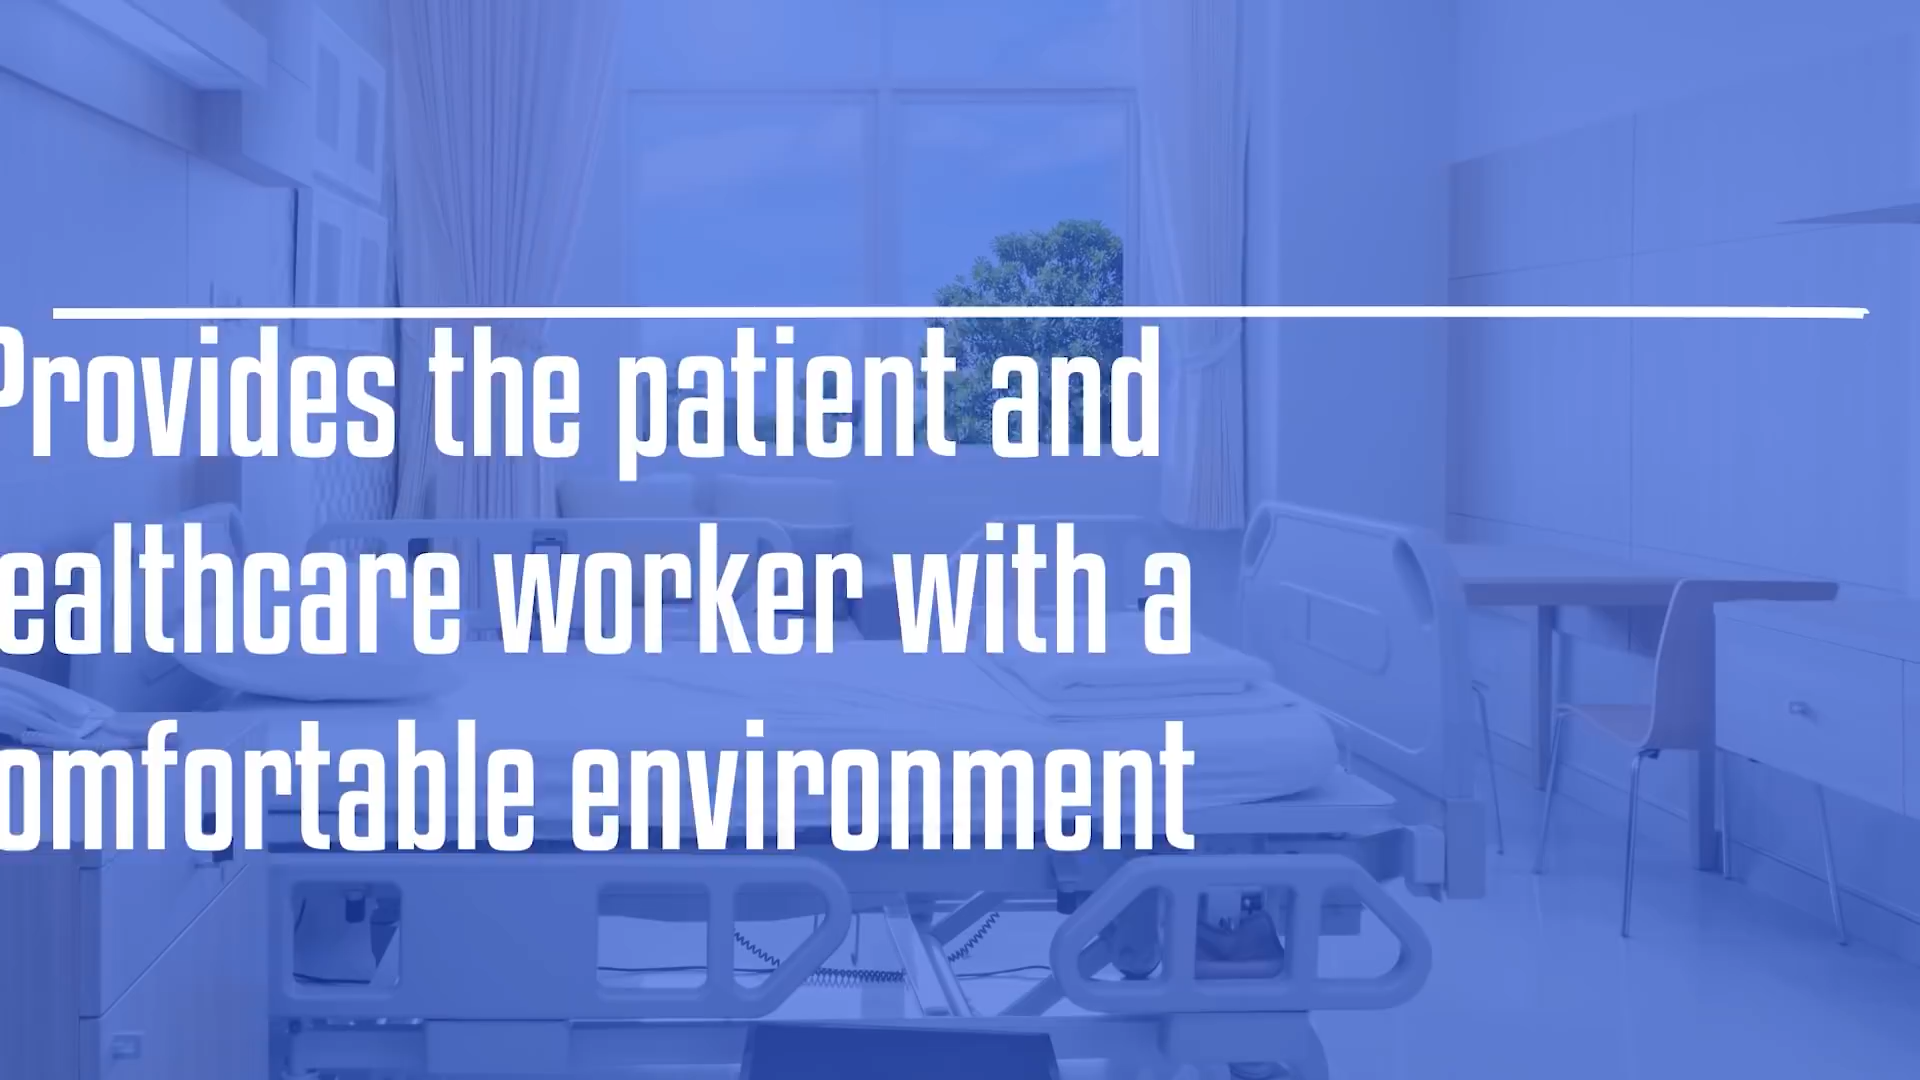 Provides the patient and
ealthcare worker with a
omfortable environment